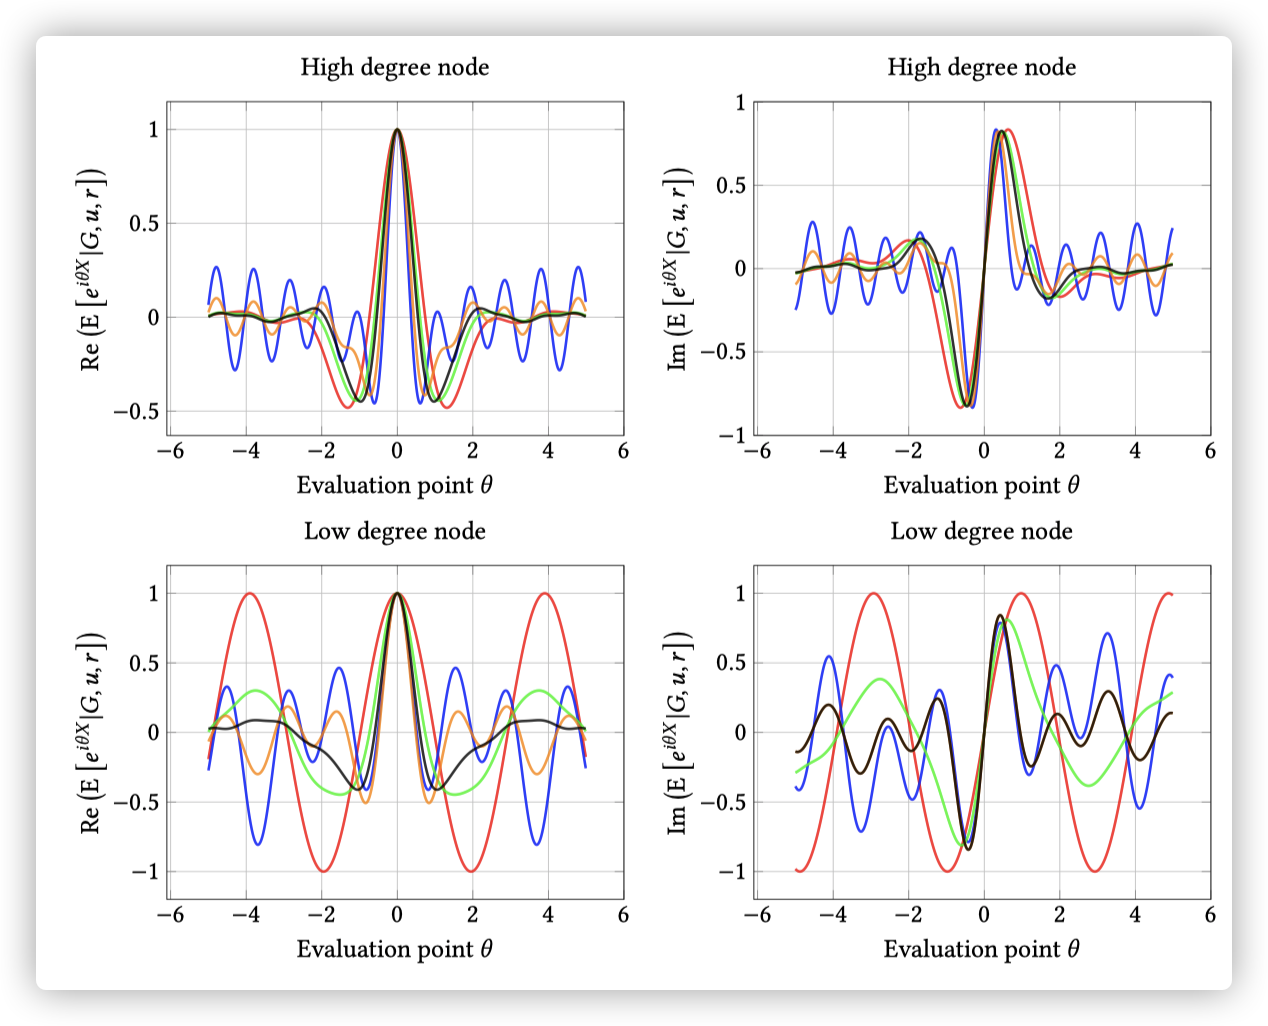 High degree node
1
0.5
0
−0.5
−6 −4 −2 0 2 4 6
Re (E [e^{iθX}|G, u, r])
Evaluation point θ
High degree node
1
0.5
0
−0.5
−1
−6 −4 −2 0 2 4 6
Im (E [e^{iθX}|G, u, r])
Evaluation point θ
Low degree node
1
0.5
0
−0.5
−1
−6 −4 −2 0 2 4 6
Re (E [e^{iθX}|G, u, r])
Evaluation point θ
Low degree node
1
0.5
0
−0.5
−1
−6 −4 −2 0 2 4 6
Im (E [e^{iθX}|G, u, r])
Evaluation point θ